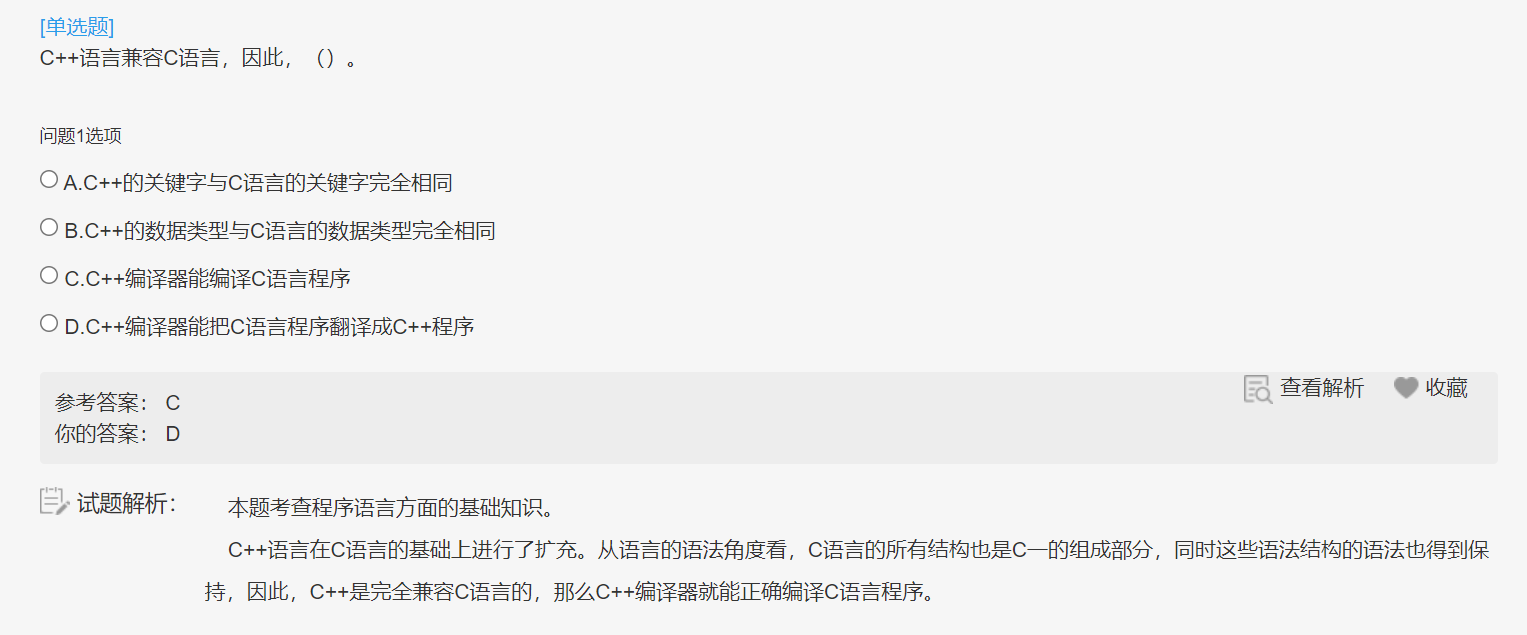 [单选题]
C++语言兼容C语言，因此，（）。
问题1选项
A.C++的关键字与C语言的关键字完全相同
B.C++的数据类型与C语言的数据类型完全相同
C.C++编译器能编译C语言程序
D.C++编译器能把C语言程序翻译成C++程序
参考答案： C
查看解析 收藏
你的答案： D
试题解析： 本题考查程序语言方面的基础知识。
C++语言在C语言的基础上进行了扩充。从语言的语法角度看，C语言的所有结构也是C—的组成部分，同时这些语法结构的语法也得到保
持，因此，C++是完全兼容C语言的，那么C++编译器就能正确编译C语言程序。